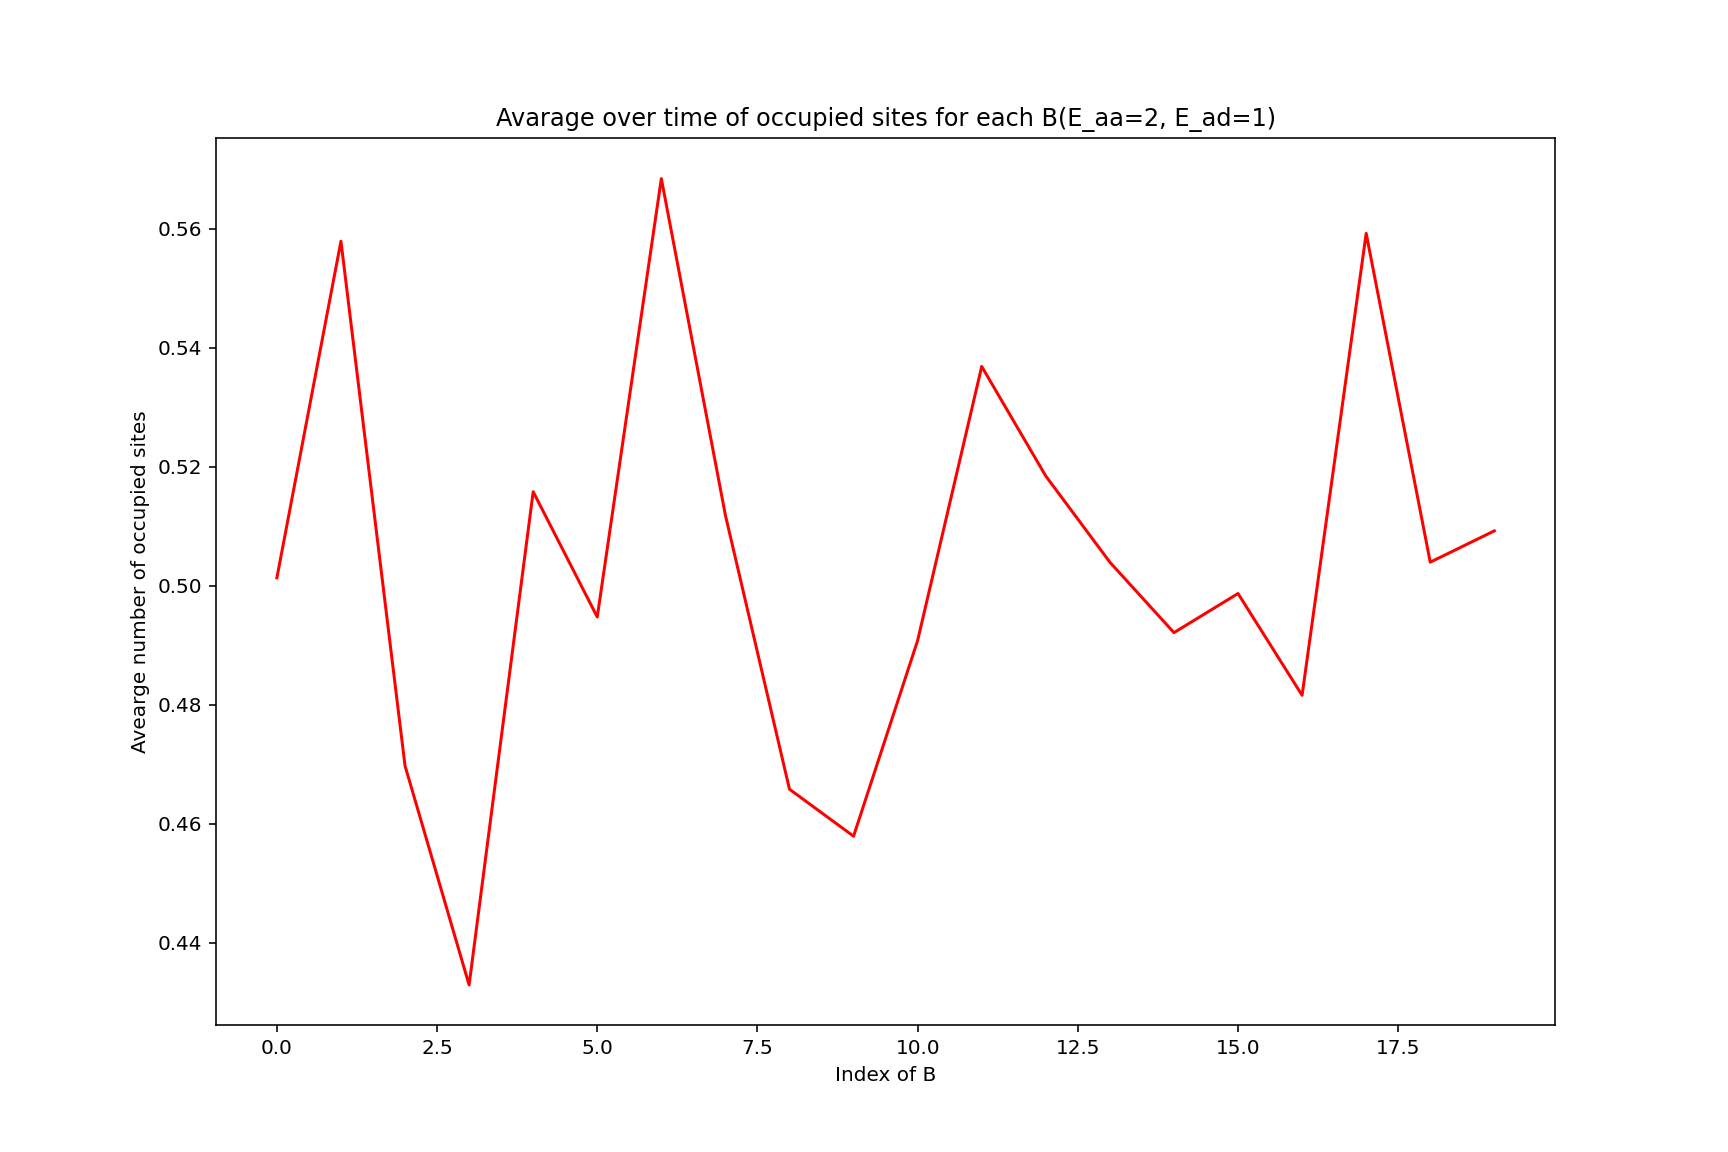 Avarage over time of occupied sites for each B(E_aa=2, E_ad=1)
0.56
0.54
0.52
0.50
0.48
0.46
0.44
Avearge number of occupied sites
0.0 2.5 5.0 7.5 10.0 12.5 15.0 17.5
Index of B